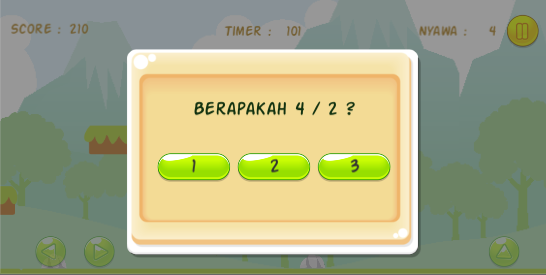 SCORE : 210 TIMER : 101 NYAWA : 4
BERAPAKAH 4 / 2 ?
1 2 3